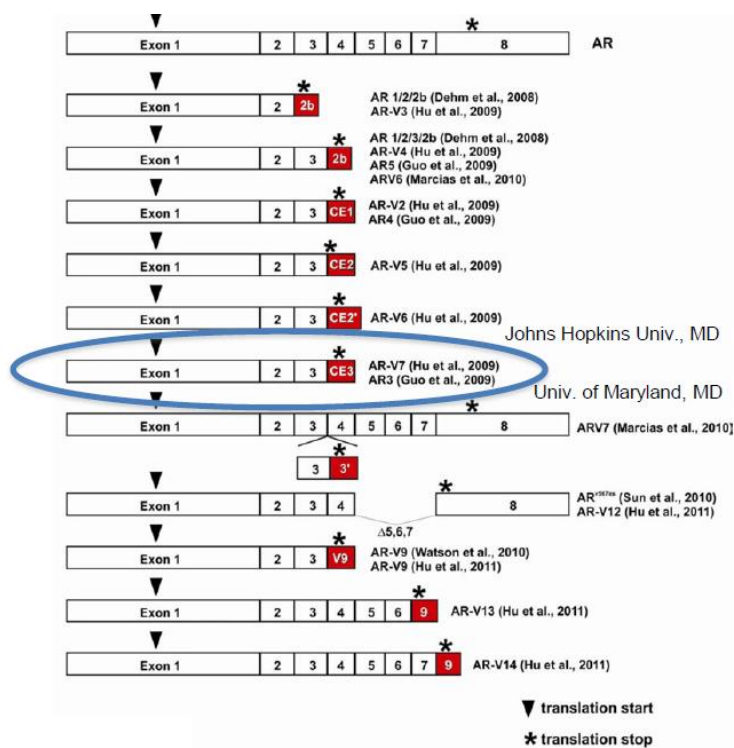 Exon 1 2 3 4 5 6 7 8 AR
Exon 1 2 2b
AR 1/2/2b (Dehm et al., 2008)
AR-V3 (Hu et al., 2009)
Exon 1 2 3 2b
AR 1/2/3/2b (Dehm et al., 2008)
AR-V4 (Hu et al., 2009)
AR5 (Guo et al., 2009)
ARV6 (Marcias et al., 2010)
Exon 1 2 3 CE1
AR-V2 (Hu et al., 2009)
AR4 (Guo et al., 2009)
Exon 1 2 3 CE2 AR-V5 (Hu et al., 2009)
Exon 1 2 3 CE2' AR-V6 (Hu et al., 2009)
Johns Hopkins Univ., MD
Exon 1 2 3 CE3
AR-V7 (Hu et al., 2009)
AR3 (Guo et al., 2009)
Univ. of Maryland, MD
Exon 1 2 3 4 5 6 7 8 ARV7 (Marcias et al., 2010)
3 3'
Exon 1 2 3 4 8
ARv567es (Sun et al., 2010)
AR-V12 (Hu et al., 2011)
Δ5,6,7
Exon 1 2 3 V9
AR-V9 (Watson et al., 2010)
AR-V9 (Hu et al., 2011)
Exon 1 2 3 4 5 6 9 AR-V13 (Hu et al., 2011)
Exon 1 2 3 4 5 6 7 9 AR-V14 (Hu et al., 2011)
▼ translation start
* translation stop